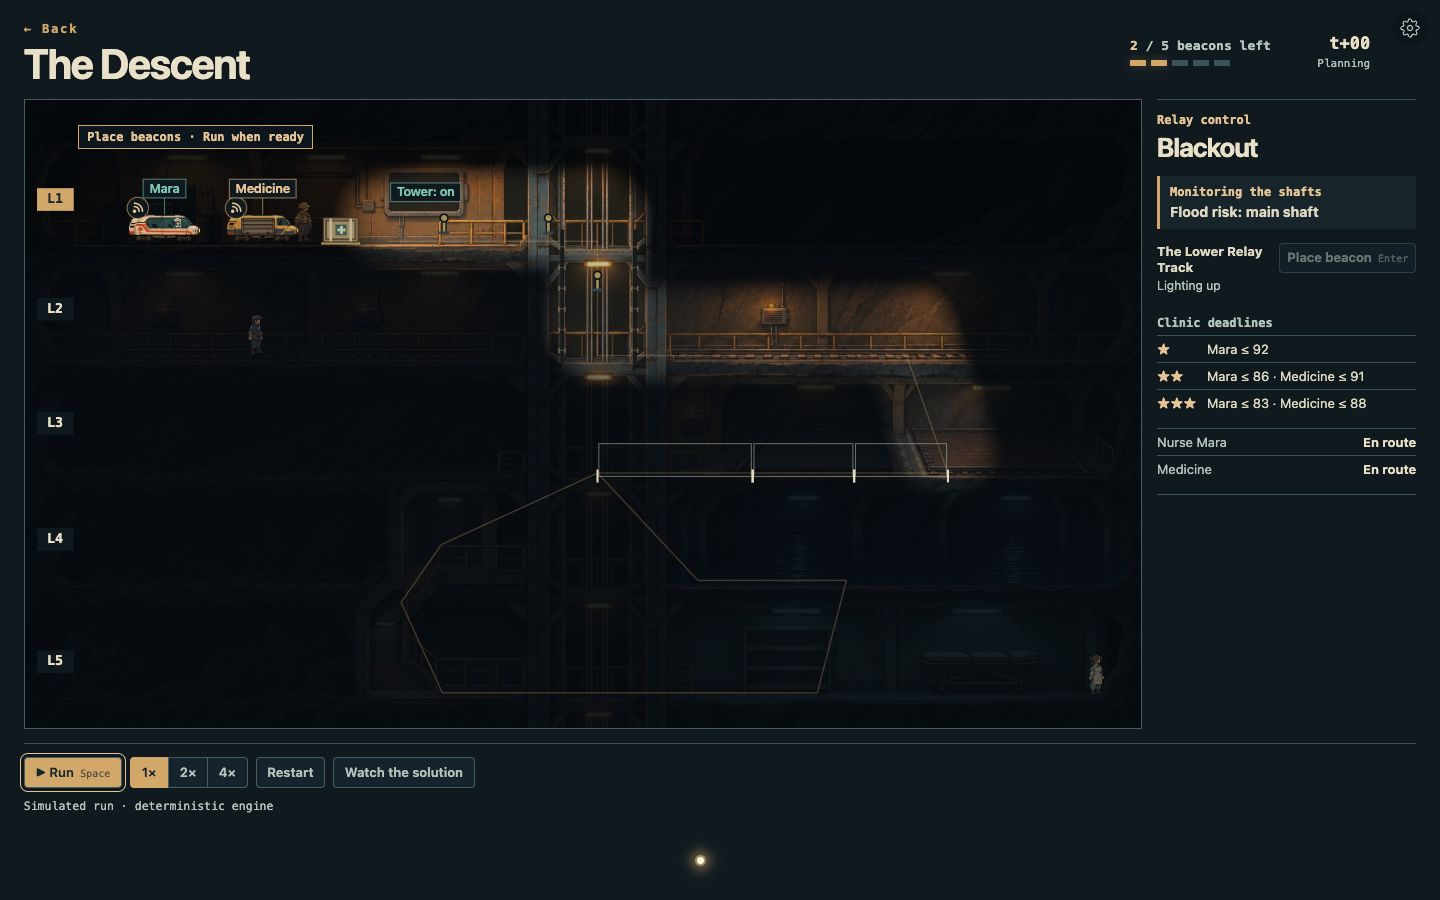 ← Back
The Descent
2 / 5 beacons left
t+00
Planning
Place beacons · Run when ready
L1
Mara
Medicine
Tower: on
L2
L3
L4
L5
Relay control
Blackout
Monitoring the shafts
Flood risk: main shaft
The Lower Relay
Track
Lighting up
Place beacon Enter
Clinic deadlines
★ Mara ≤ 92
★★ Mara ≤ 86 · Medicine ≤ 91
★★★ Mara ≤ 83 · Medicine ≤ 88
Nurse Mara En route
Medicine En route
▶ Run Space
1×
2×
4×
Restart
Watch the solution
Simulated run · deterministic engine